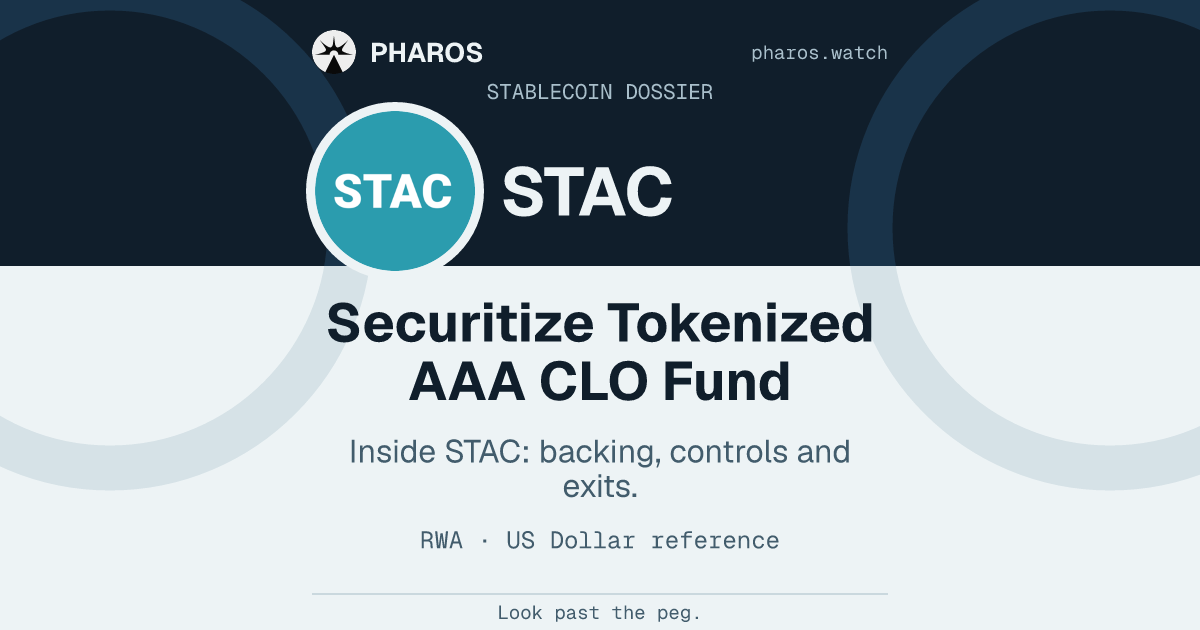 PHAROS
pharos.watch
STABLECOIN DOSSIER
STAC
STAC
Securitize Tokenized
AAA CLO Fund
Inside STAC: backing, controls and
exits.
RWA · US Dollar reference
Look past the peg.